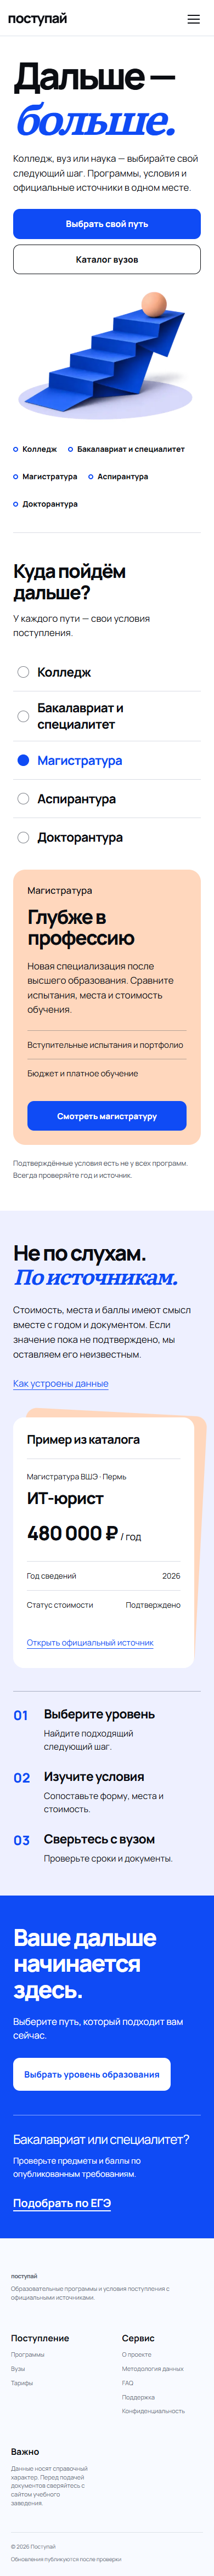 поступай
Дальше —
больше.
Колледж, вуз или наука — выбирайте свой
следующий шаг. Программы, условия и
официальные источники в одном месте.
Выбрать свой путь
Каталог вузов
Колледж
Бакалавриат и специалитет
Магистратура
Аспирантура
Докторантура
Куда пойдём
дальше?
У каждого пути — свои условия
поступления.
Колледж
Бакалавриат и
специалитет
Магистратура
Аспирантура
Докторантура
Магистратура
Глубже в
профессию
Новая специализация после
высшего образования. Сравните
испытания, места и стоимость
обучения.
Вступительные испытания и портфолио
Бюджет и платное обучение
Смотреть магистратуру
Подтверждённые условия есть не у всех программ.
Всегда проверяйте год и источник.
Не по слухам.
По источникам.
Стоимость, места и баллы имеют смысл
вместе с годом и документом. Если
значение пока не подтверждено, мы
оставляем его неизвестным.
Как устроены данные
Пример из каталога
Магистратура ВШЭ · Пермь
ИТ-юрист
480 000 ₽ / год
Год сведений 2026
Статус стоимости Подтверждено
Открыть официальный источник
01 Выберите уровень
Найдите подходящий
следующий шаг.
02 Изучите условия
Сопоставьте форму, места и
стоимость.
03 Сверьтесь с вузом
Проверьте сроки и документы.
Ваше дальше
начинается
здесь.
Выберите путь, который подходит вам
сейчас.
Выбрать уровень образования
Бакалавриат или специалитет?
Проверьте предметы и баллы по
опубликованным требованиям.
Подобрать по ЕГЭ
поступай
Образовательные программы и условия поступления с
официальными источниками.
Поступление
Программы
Вузы
Тарифы
Сервис
О проекте
Методология данных
FAQ
Поддержка
Конфиденциальность
Важно
Данные носят справочный
характер. Перед подачей
документов сверяйтесь с
сайтом учебного
заведения.
© 2026 Поступай
Обновления публикуются после проверки